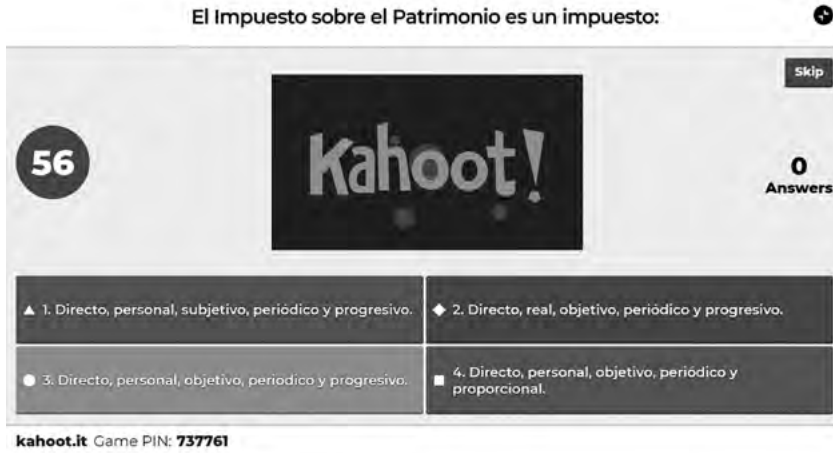 El Impuesto sobre el Patrimonio es un impuesto:
Skip
56
Kahoot!
0
Answers
▲ 1. Directo, personal, subjetivo, periódico y progresivo.
◆ 2. Directo, real, objetivo, periódico y progresivo.
● 3. Directo, personal, objetivo, periodico y progresivo.
■ 4. Directo, personal, objetivo, periódico y
proporcional.
kahoot.it Game PIN: 737761